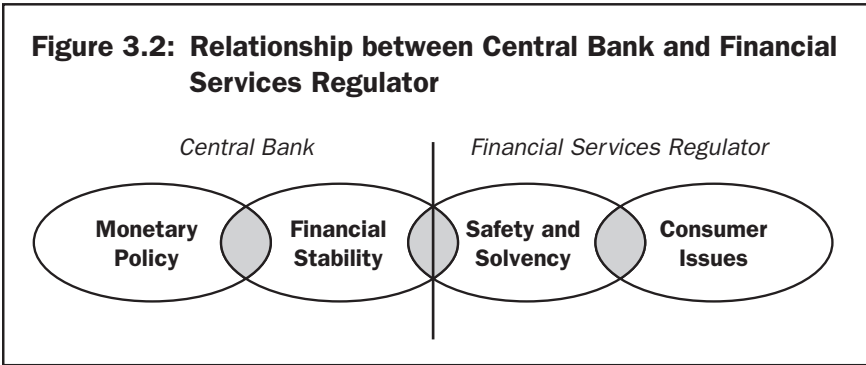 Figure 3.2: Relationship between Central Bank and Financial
Services Regulator
Central Bank
Financial Services Regulator
Monetary
Policy
Financial
Stability
Safety and
Solvency
Consumer
Issues